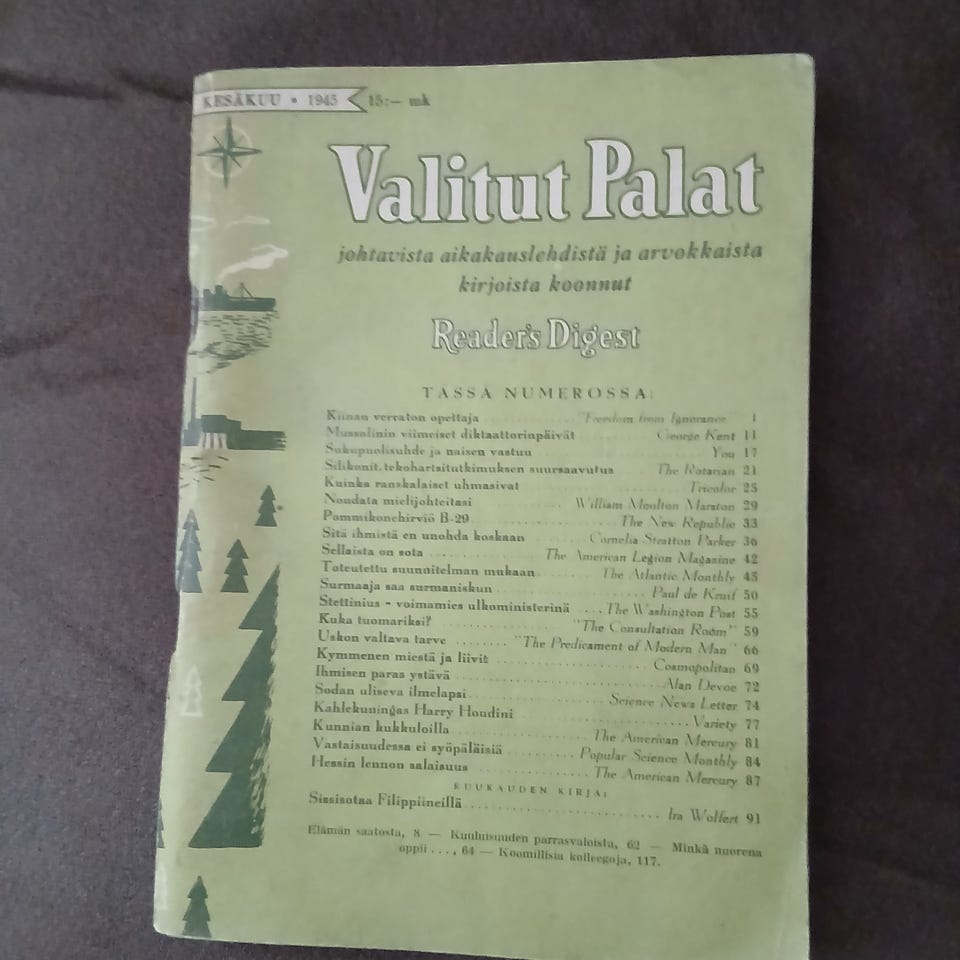 KESÄKUU • 1945 15:– mk
Valitut Palat
johtavista aikakauslehdistä ja arvokkaista
kirjoista koonnut
Reader's Digest
TÄSSÄ NUMEROSSA:
Kiinan verraton opettaja "Freedom from Ignorance" 1
Mussolinin viimeiset diktaattorinpäivät George Kent 11
Sukupuolisuhde ja naisen vastuu You 17
Silikonit, tekohartsitutkimuksen suursaavutus The Rotarian 21
Kuinka ranskalaiset uhmasivat Tricolor 25
Noudata mielijohteitasi William Moulton Marston 29
Pommikonehirviö B-29 The New Republic 33
Sitä ihmistä en unohda koskaan Cornelia Stratton Parker 36
Sellaista on sota The American Legion Magazine 42
Toteutettu suunnitelman mukaan The Atlantic Monthly 45
Surmaaja saa surmaniskun Paul de Kruif 50
Stettinius - voimamies ulkoministerinä The Washington Post 55
Kuka tuomariksi? "The Consultation Room" 59
Uskon valtava tarve "The Predicament of Modern Man" 66
Kymmenen miestä ja liivit Cosmopolitan 69
Ihmisen paras ystävä Alan Devoe 72
Sodan uliseva ilmelapsi Science News Letter 74
Kahlekuningas Harry Houdini Variety 77
Kunnian kukkuloilla The American Mercury 81
Vastaisuudessa ei syöpäläisiä Popular Science Monthly 84
Hessin lennon salaisuus The American Mercury 87
KUUKAUDEN KIRJA:
Sissisotaa Filippiineillä Ira Wolfert 91
Elämän saatosta, 8 — Kuuluisuuden parrasvaloista, 62 — Minkä nuorena
oppii ..., 64 — Koomillisia kolleegoja, 117.